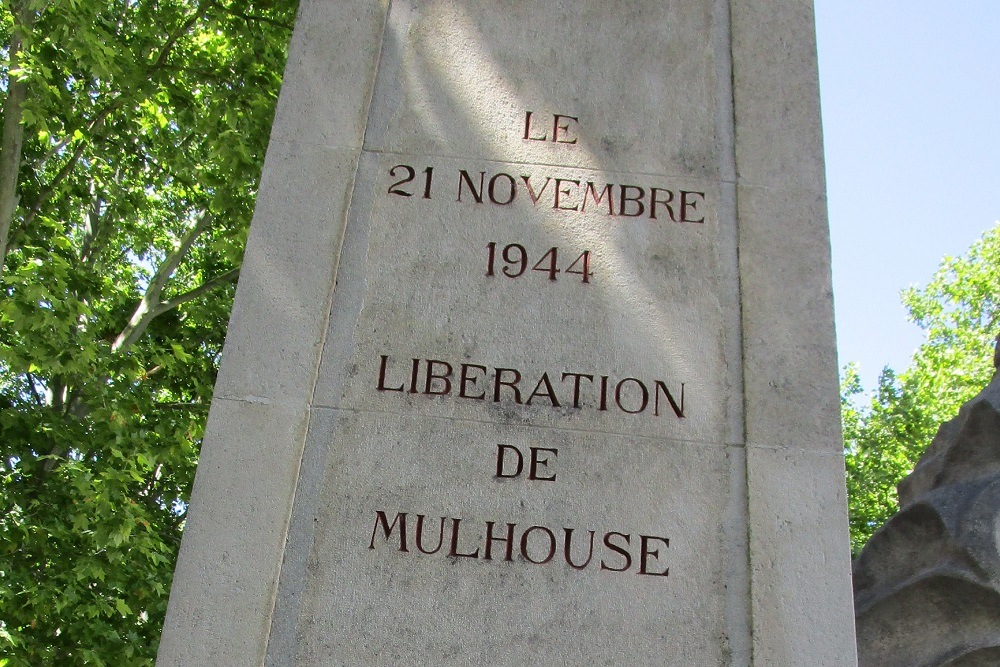 LE
21 NOVEMBRE
1944
LIBERATION
DE
MULHOUSE